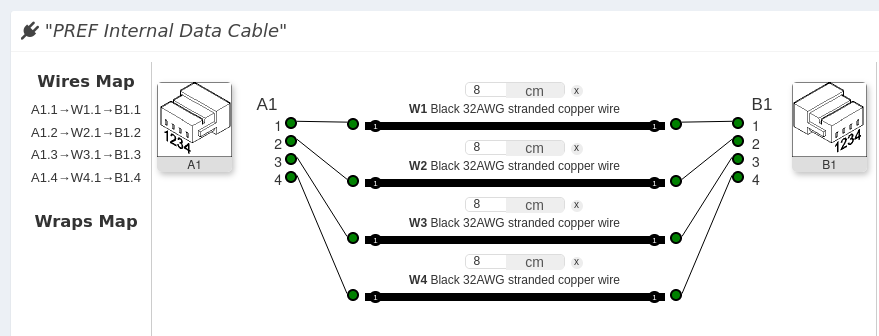 "PREF Internal Data Cable"
Wires Map
A1.1→W1.1→B1.1
A1.2→W2.1→B1.2
A1.3→W3.1→B1.3
A1.4→W4.1→B1.4
Wraps Map
1234
A1
A1
1
2
3
4
8 cm x
W1 Black 32AWG stranded copper wire
1 1
8 cm x
W2 Black 32AWG stranded copper wire
1 1
8 cm x
W3 Black 32AWG stranded copper wire
1 1
8 cm x
W4 Black 32AWG stranded copper wire
1 1
B1
1
2
3
4
1234
B1